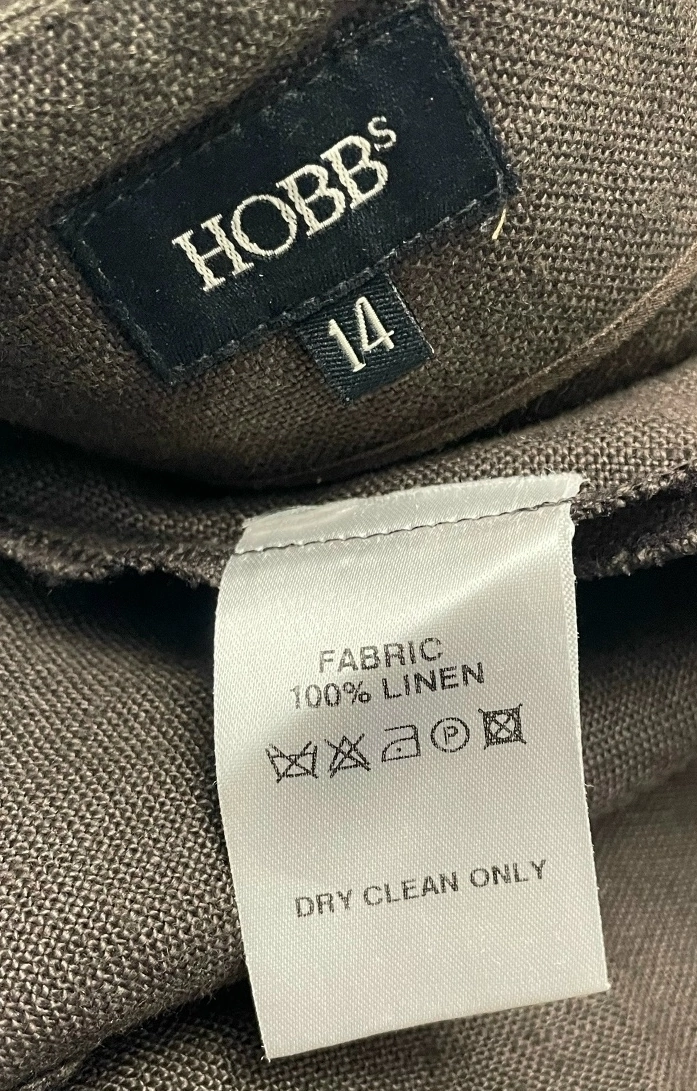 HOBBS
14
FABRIC
100% LINEN
P
DRY CLEAN ONLY